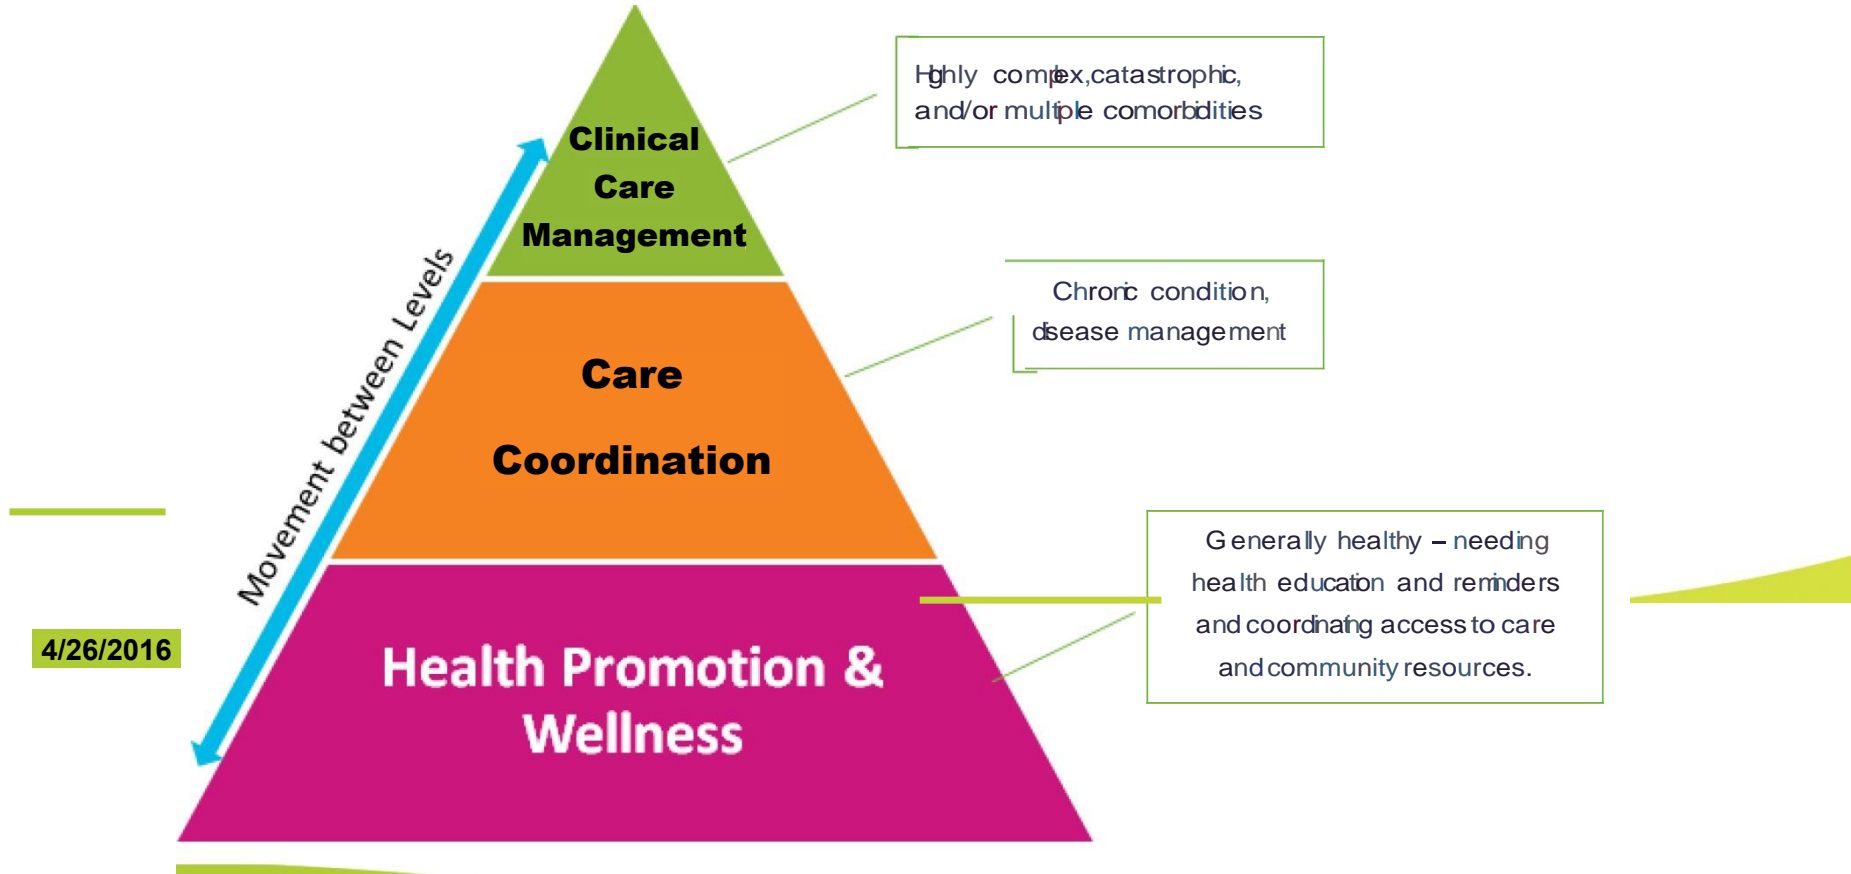 Clinical
Care
Management
Highly complex,catastrophic,
and/or multiple comorbidities
Movement between Levels
Care
Coordination
Chronic condition,
disease management
4/26/2016
Health Promotion &
Wellness
Generally healthy – needing
health education and reminders
and coordinating access to care
and community resources.